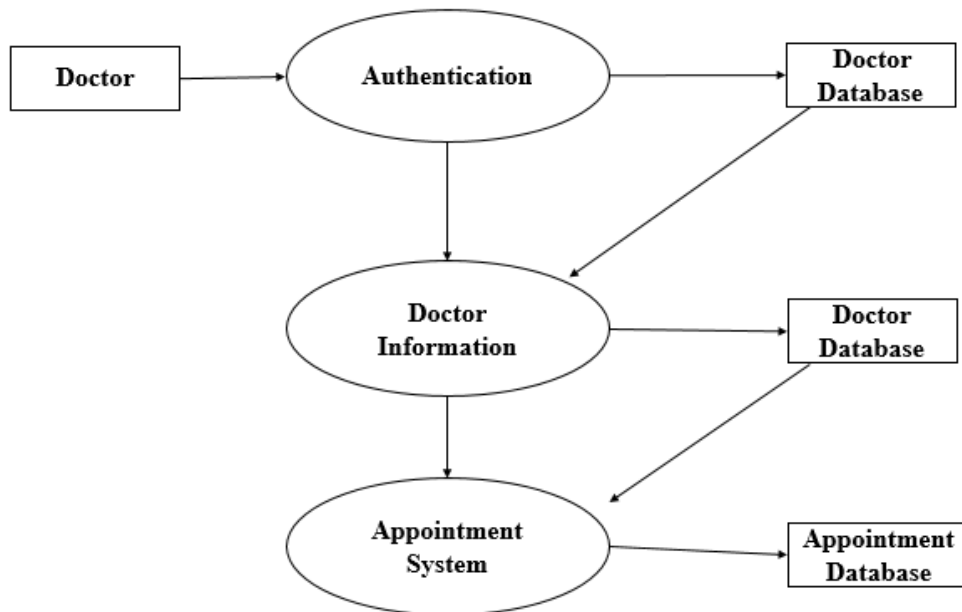 Doctor
Authentication
Doctor
Database
Doctor
Information
Doctor
Database
Appointment
System
Appointment
Database